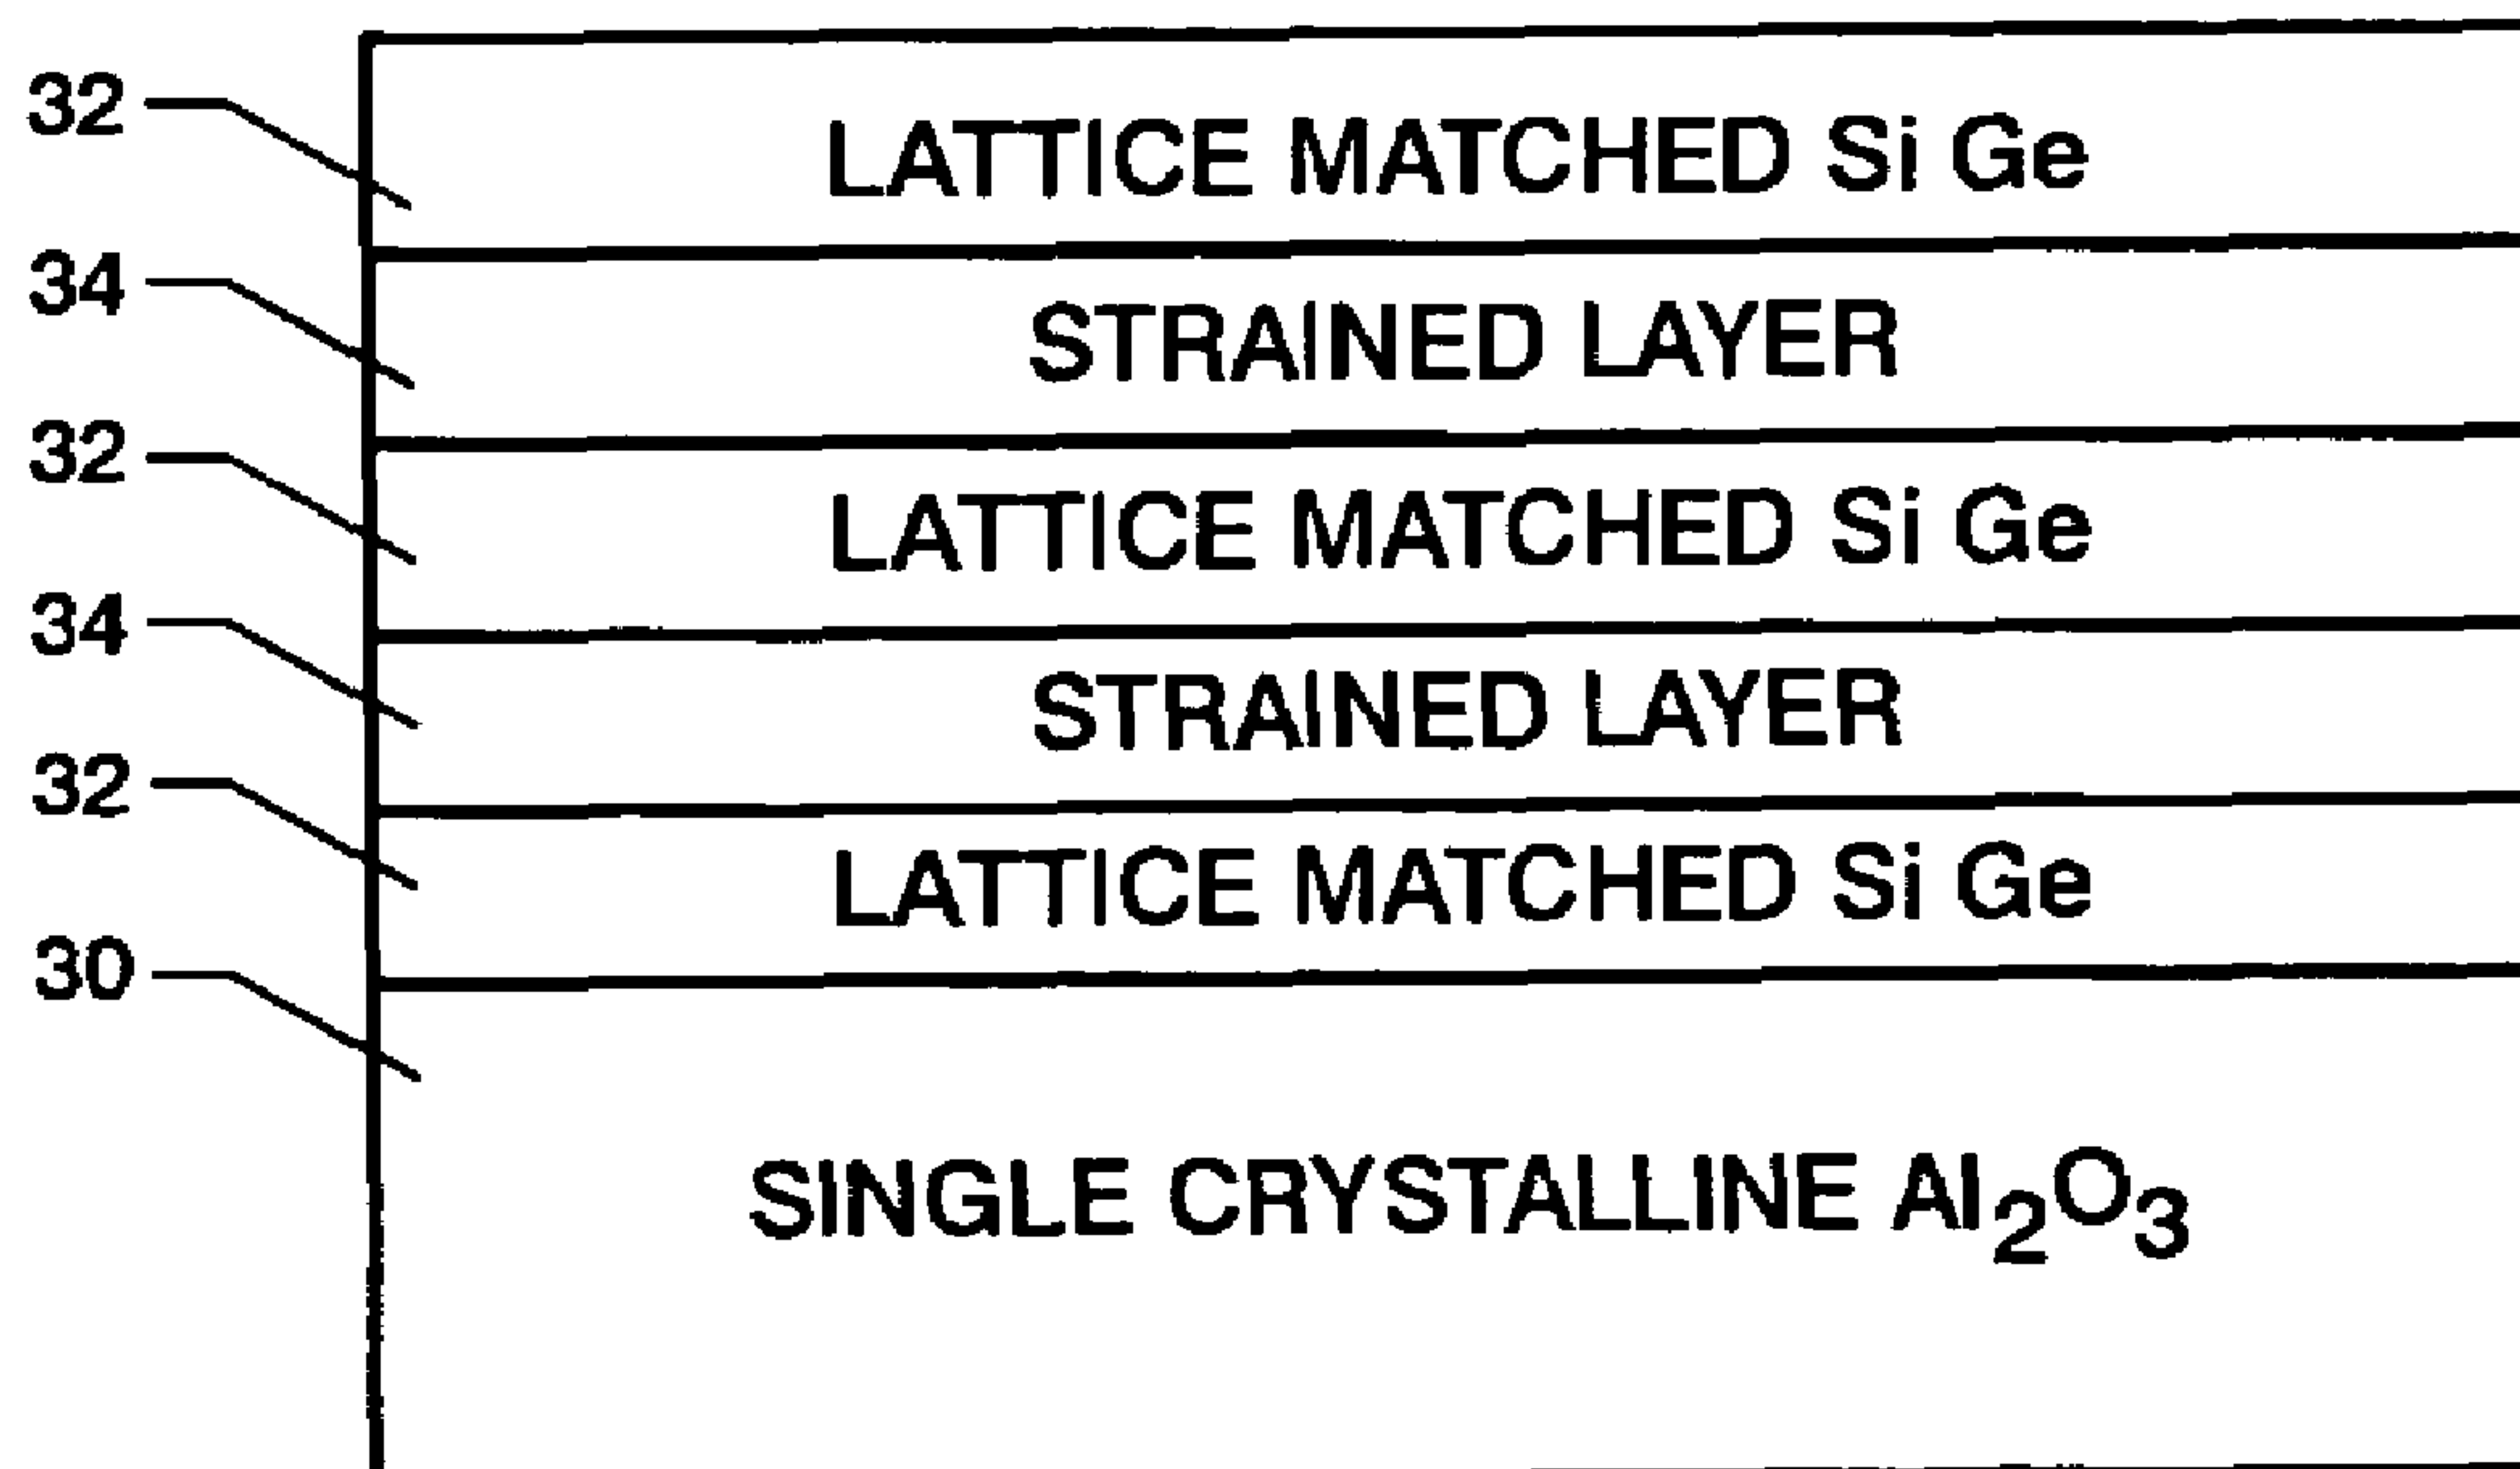 32
LATTICE MATCHED Si Ge
34
STRAINED LAYER
32
LATTICE MATCHED Si Ge
34
STRAINED LAYER
32
LATTICE MATCHED Si Ge
30
SINGLE CRYSTALLINE Al₂O₃